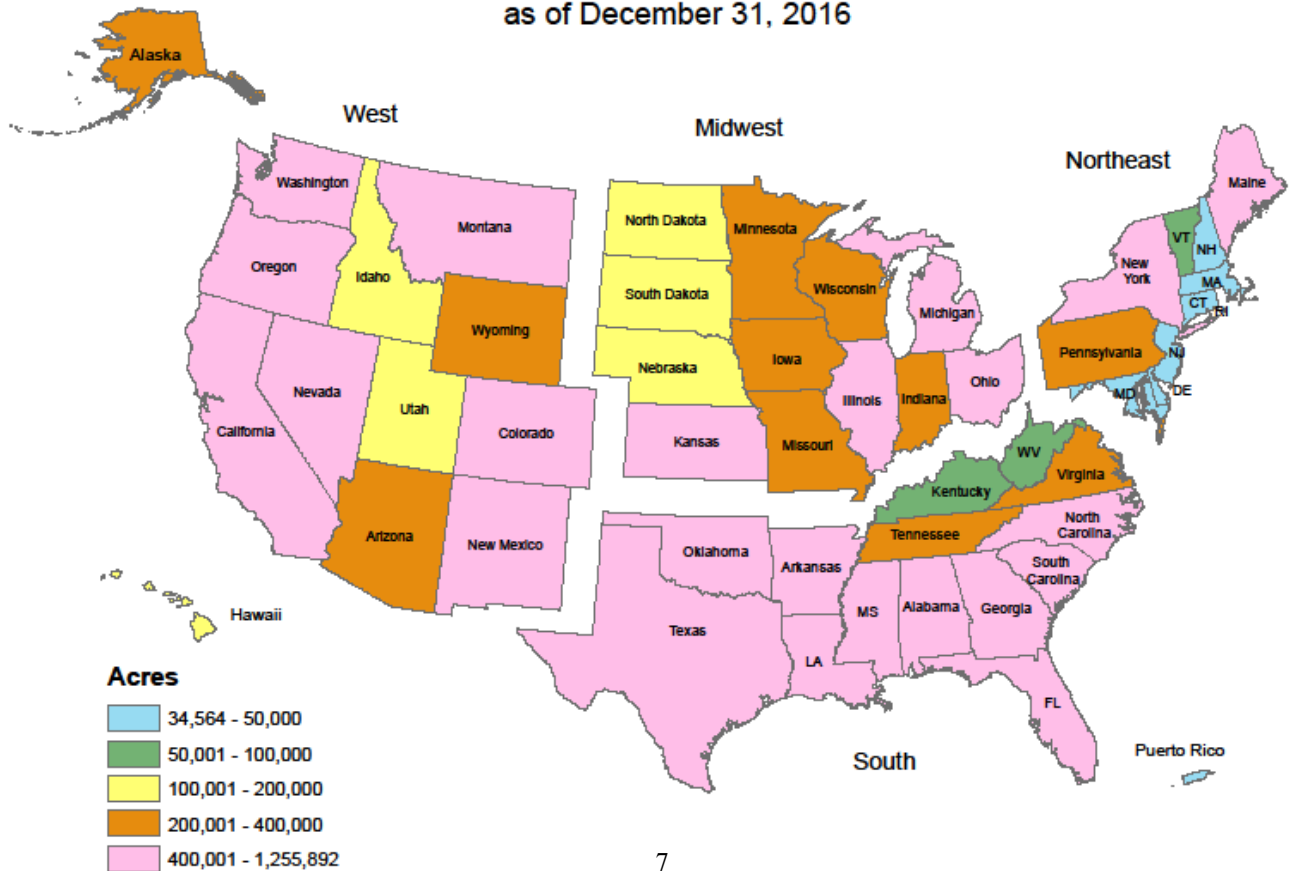 as of December 31, 2016
Alaska
West
Midwest
Northeast
Washington
Montana
Oregon
Idaho
Wyoming
Nevada
Utah
California
Colorado
Arizona
New Mexico
Hawaii
North Dakota
Minnesota
South Dakota
Wisconsin
Nebraska
Iowa
Michigan
Kansas
Missouri
Illinois
Indiana
Ohio
Maine
VT
NH
New
York
MA
CT
RI
Pennsylvania
NJ
MD
DE
WV
Kentucky
Virginia
Tennessee
North
Carolina
Oklahoma
Arkansas
South
Carolina
Texas
MS
Alabama
Georgia
LA
FL
South
Puerto Rico
Acres
34,564 - 50,000
50,001 - 100,000
100,001 - 200,000
200,001 - 400,000
400,001 - 1,255,892
7